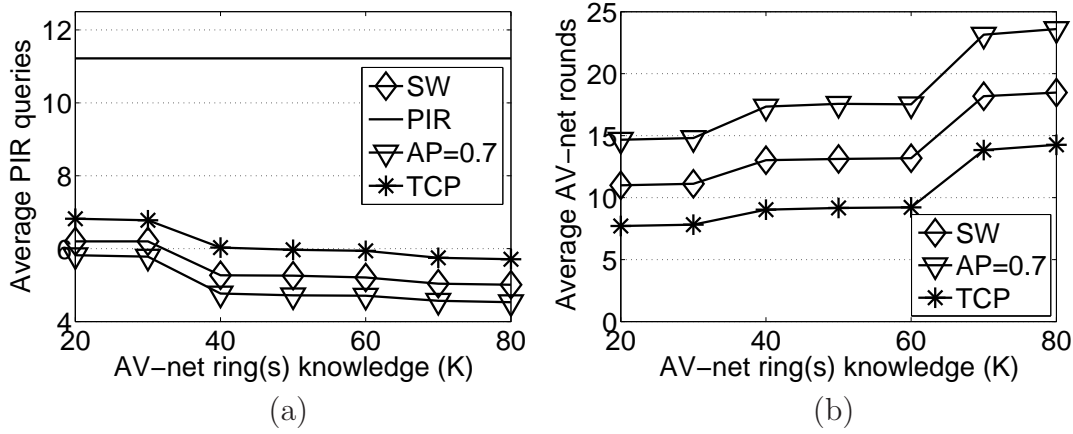 12
10
8
6
4
20
40
60
80
Average PIR queries
AV−net ring(s) knowledge (K)
SW
PIR
AP=0.7
TCP
(a)
25
20
15
10
5
0
20
40
60
80
Average AV−net rounds
AV−net ring(s) knowledge (K)
SW
AP=0.7
TCP
(b)